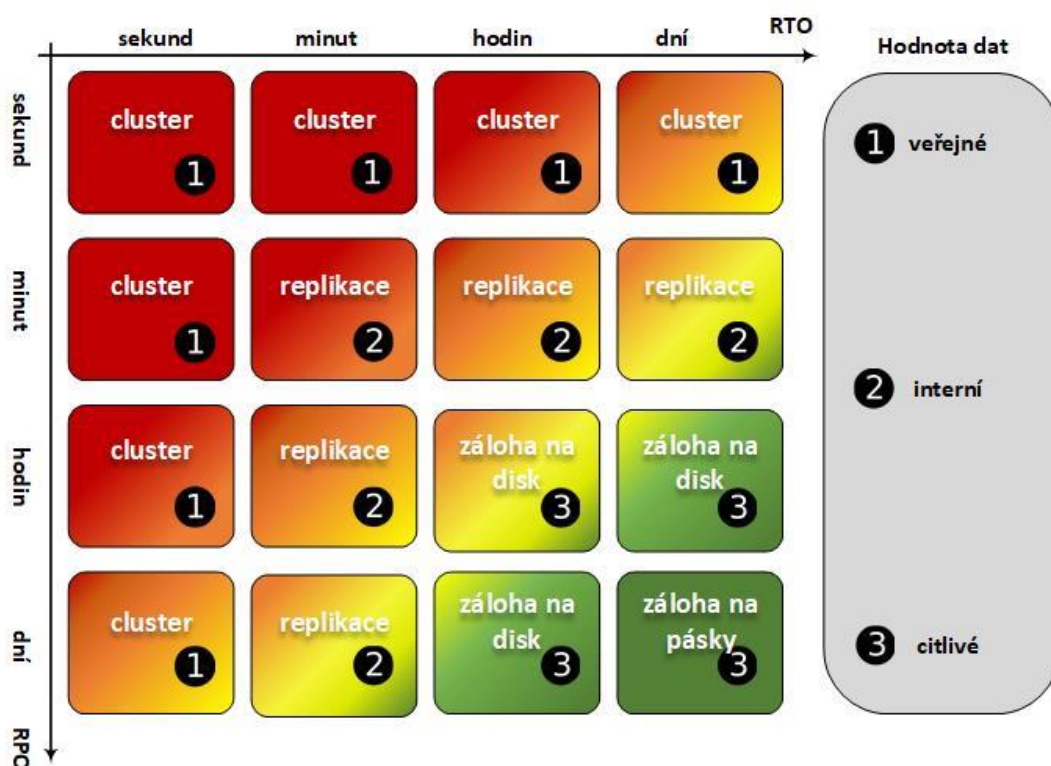 RTO
sekund minut hodin dní
Hodnota dat
sekund
cluster cluster cluster cluster
1 1 1 1
1 veřejné
minut
cluster replikace replikace replikace
1 2 2 2
2 interní
hodin
cluster replikace záloha na záloha na
disk disk
1 2 3 3
dní
cluster replikace záloha na záloha na
disk pásky
1 2 3 3
3 citlivé
RPO